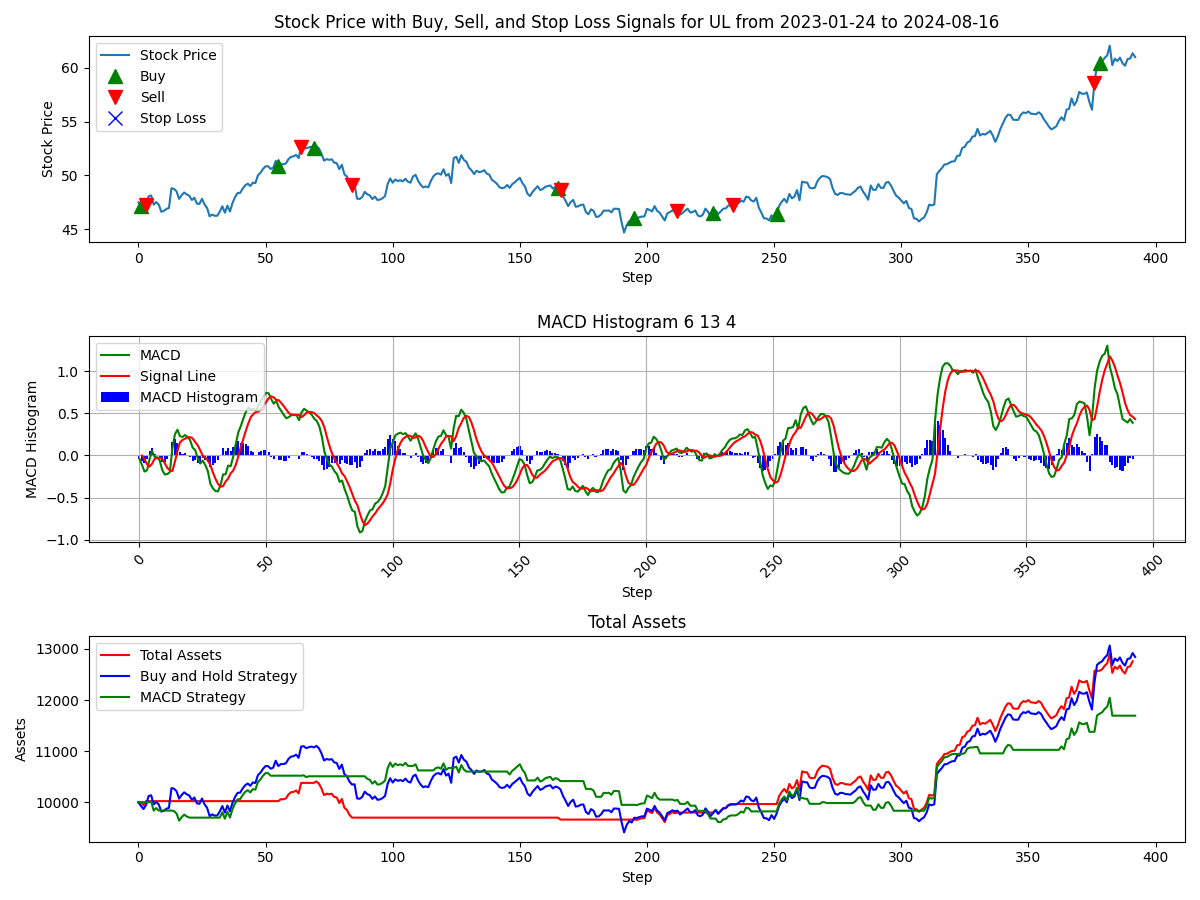 Stock Price with Buy, Sell, and Stop Loss Signals for UL from 2023-01-24 to 2024-08-16
Stock Price
Buy
Sell
Stop Loss
Stock Price
60
55
50
45
0 50 100 150 200 250 300 350 400
Step
MACD Histogram 6 13 4
MACD
Signal Line
MACD Histogram
MACD Histogram
1.0
0.5
0.0
−0.5
−1.0
0 50 100 150 200 250 300 350 400
Step
Total Assets
Total Assets
Buy and Hold Strategy
MACD Strategy
Assets
13000
12000
11000
10000
0 50 100 150 200 250 300 350 400
Step